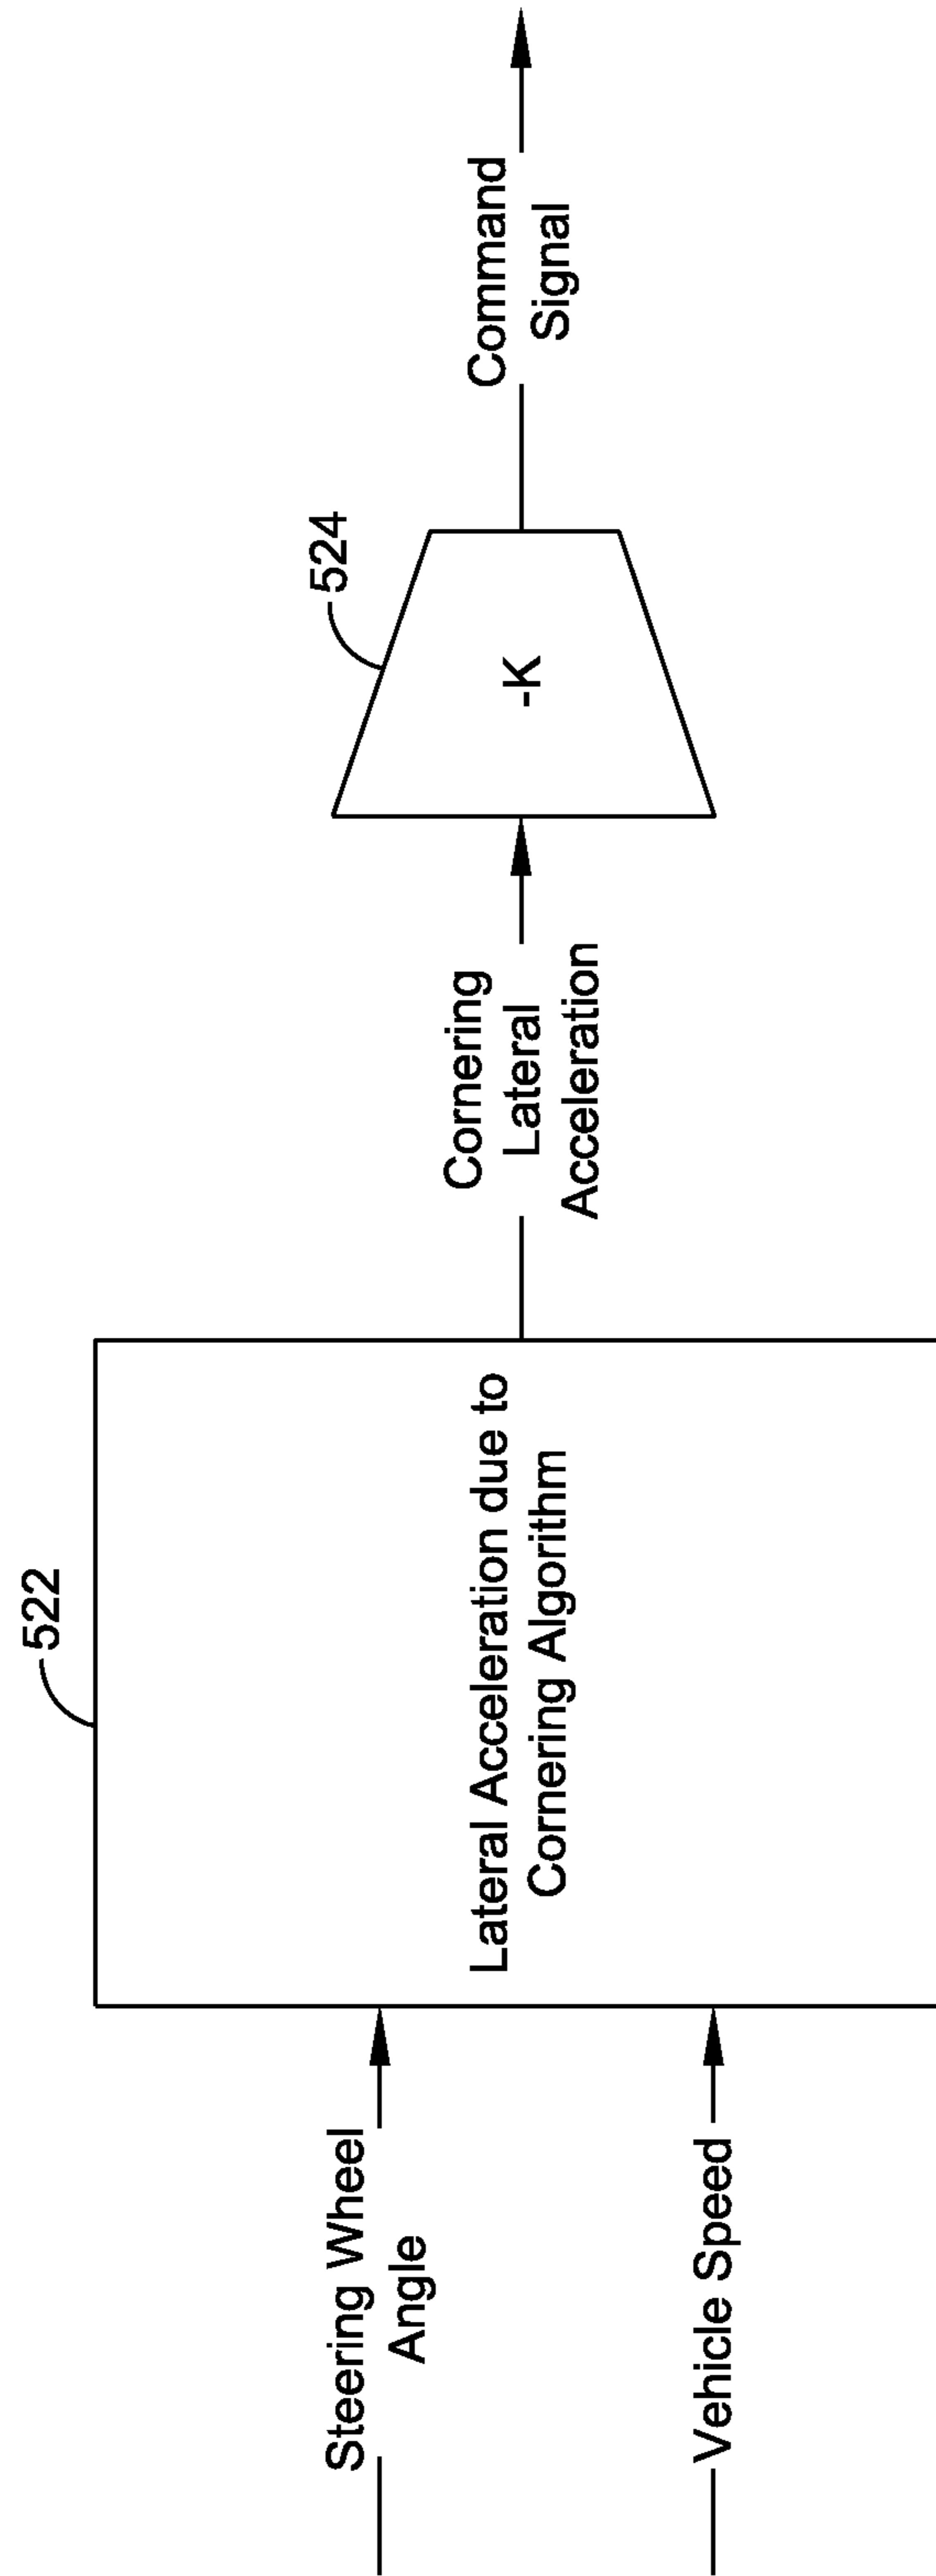 522
Steering Wheel
Angle
Vehicle Speed
Lateral Acceleration due to
Cornering Algorithm
Cornering
Lateral
Acceleration
524
-K
Command
Signal